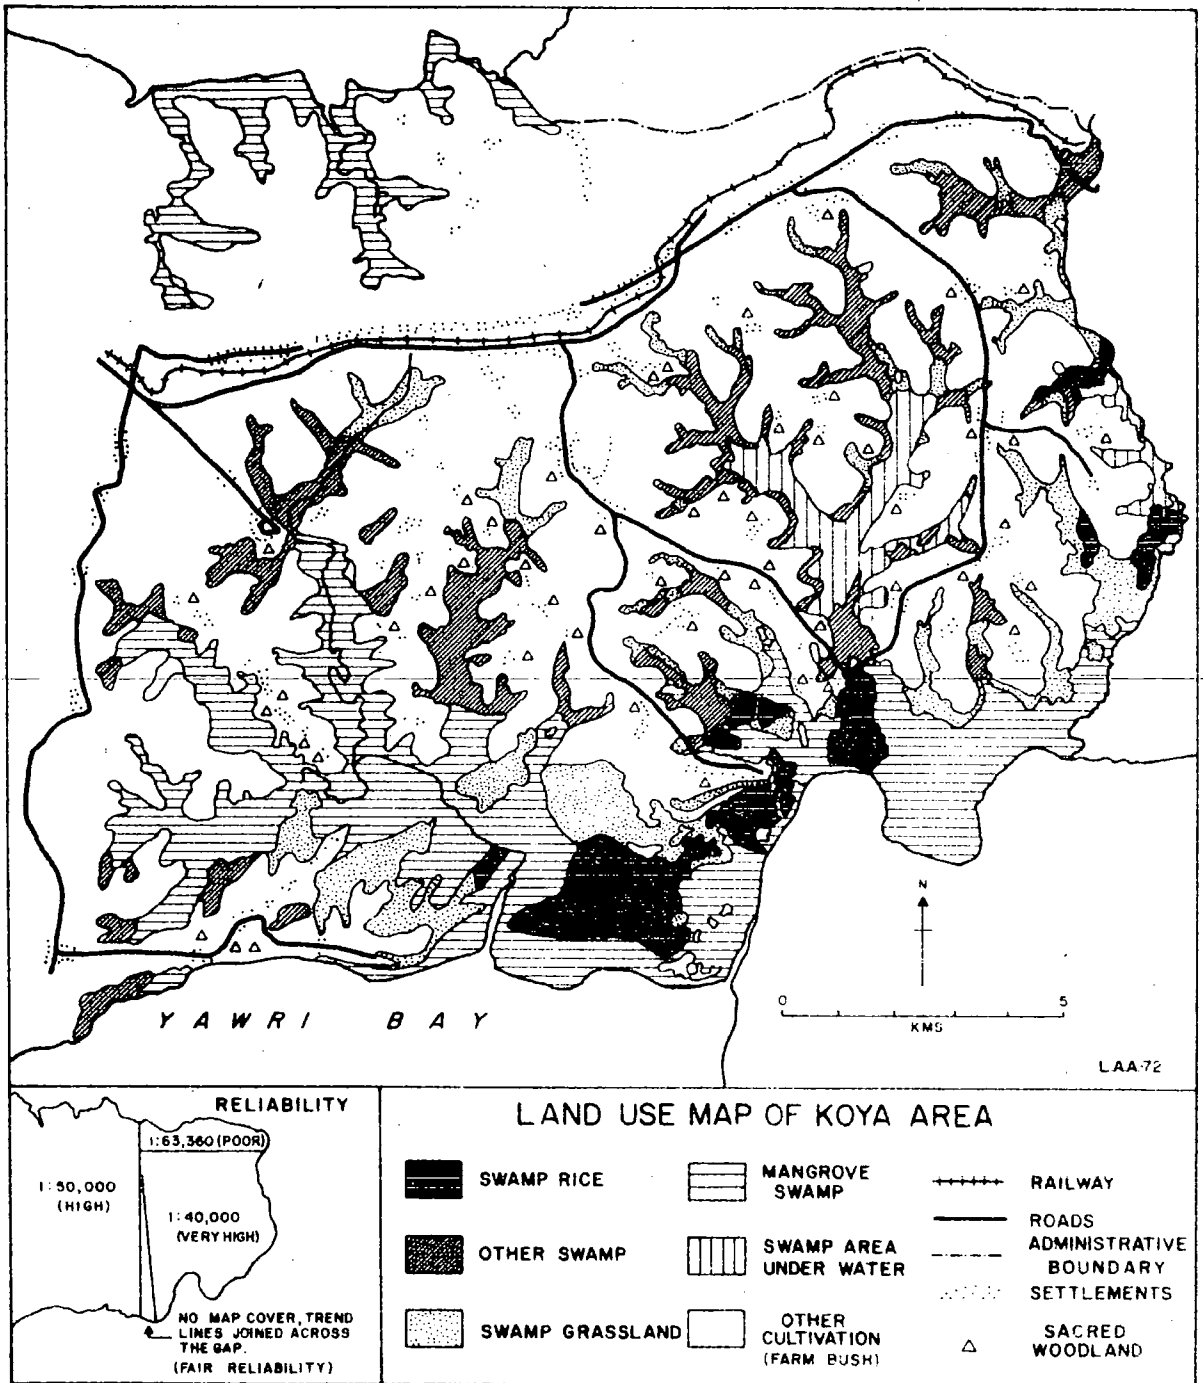 N
0 5
KMS
YAWRI BAY
LAA-72
RELIABILITY
1:63,360 (POOR)
1:50,000
(HIGH)
1:40,000
(VERY HIGH)
NO MAP COVER, TREND
LINES JOINED ACROSS
THE GAP.
(FAIR RELIABILITY)
LAND USE MAP OF KOYA AREA
SWAMP RICE
OTHER SWAMP
SWAMP GRASSLAND
MANGROVE
SWAMP
SWAMP AREA
UNDER WATER
OTHER
CULTIVATION
(FARM BUSH)
RAILWAY
ROADS
ADMINISTRATIVE
BOUNDARY
SETTLEMENTS
SACRED
WOODLAND